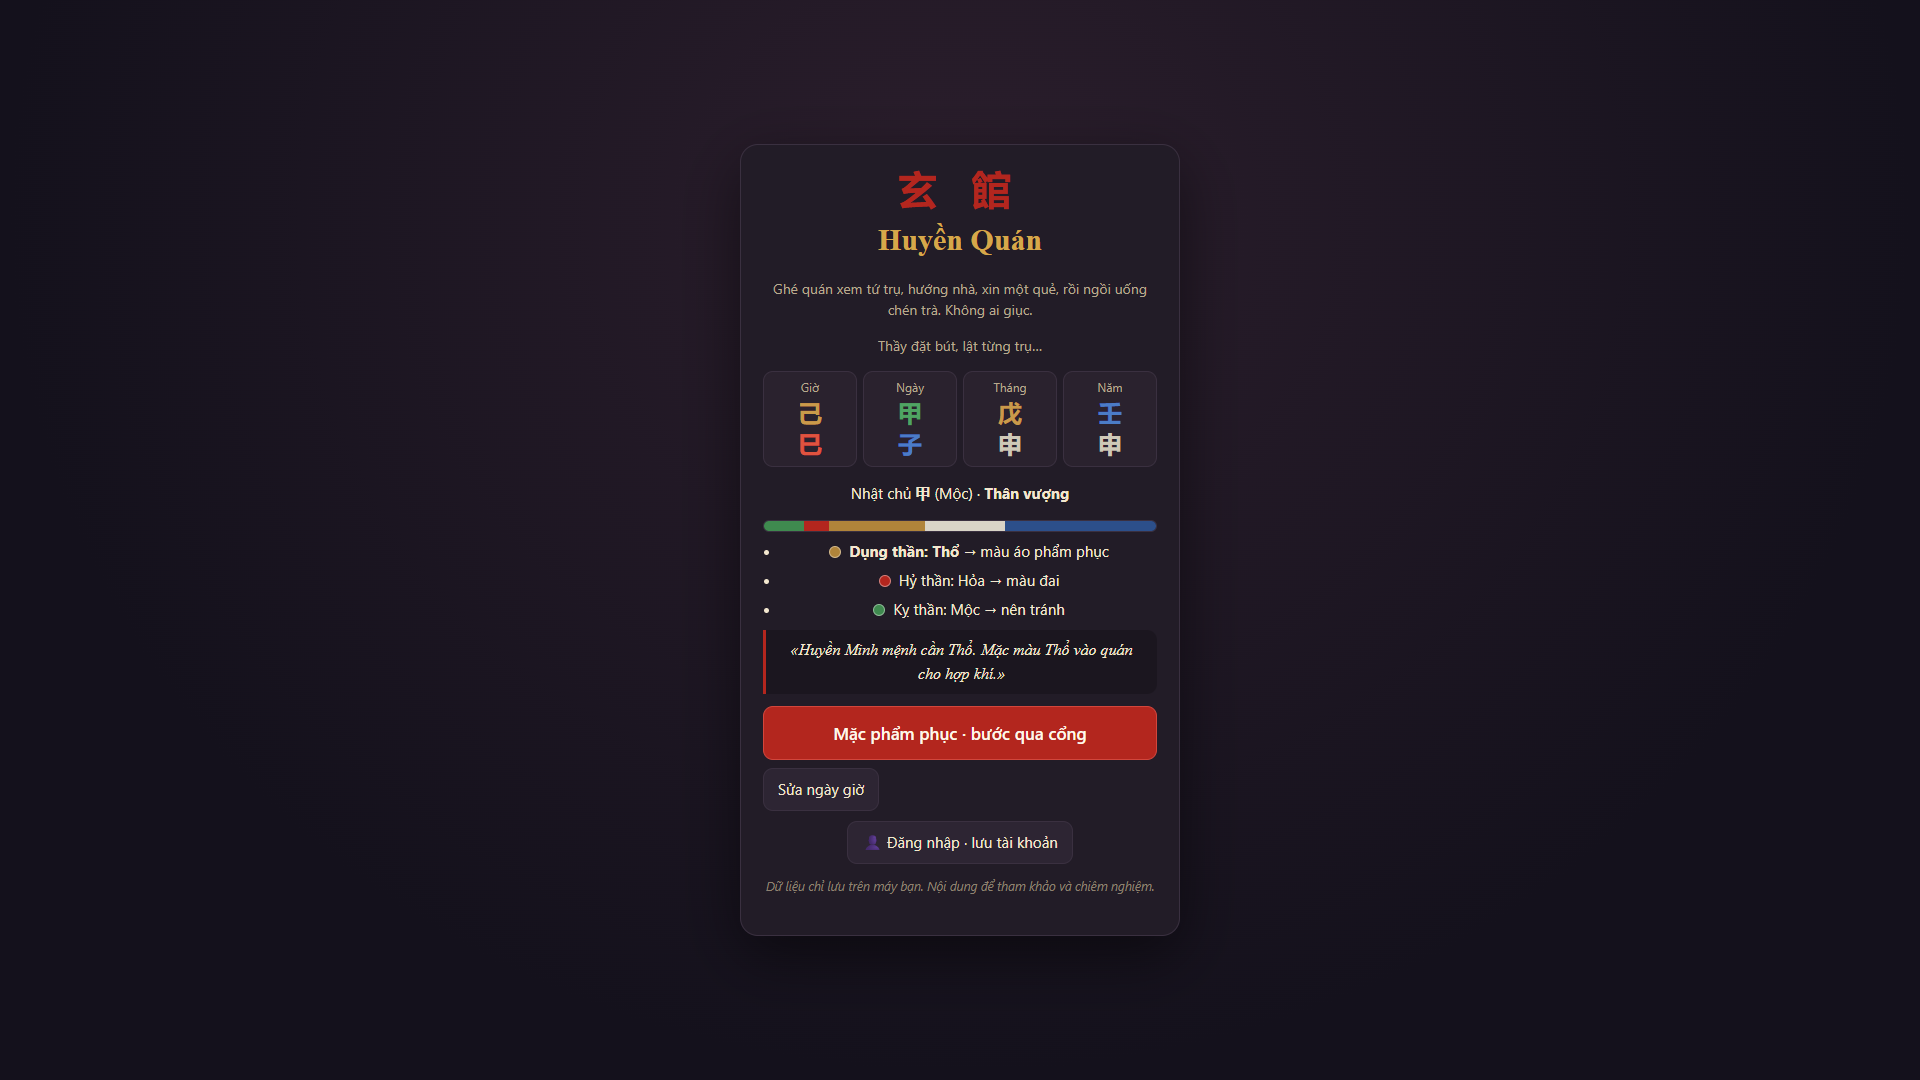 玄 館
Huyền Quán
Ghé quán xem tứ trụ, hướng nhà, xin một quẻ, rồi ngồi uống
chén trà. Không ai giục.
Thầy đặt bút, lật từng trụ…
Giờ Ngày Tháng Năm
己 甲 戊 壬
巳 子 申 申
Nhật chủ 甲 (Mộc) · Thân vượng
Dụng thần: Thổ → màu áo phẩm phục
Hỷ thần: Hỏa → màu đai
Kỵ thần: Mộc → nên tránh
«Huyền Minh mệnh cần Thổ. Mặc màu Thổ vào quán
cho hợp khí.»
Mặc phẩm phục · bước qua cổng
Sửa ngày giờ
Đăng nhập · lưu tài khoản
Dữ liệu chỉ lưu trên máy bạn. Nội dung để tham khảo và chiêm nghiệm.